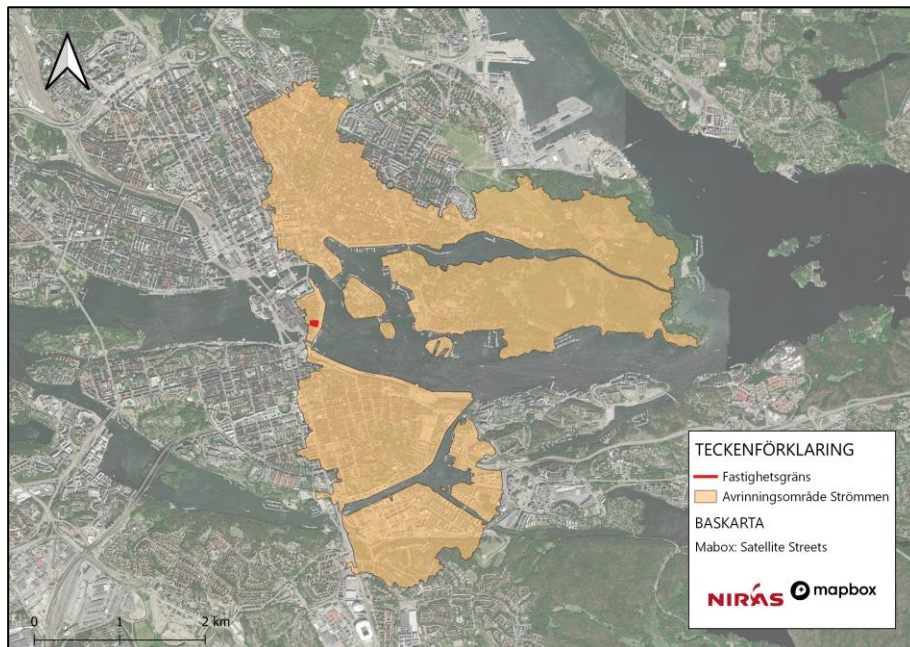 TECKENFÖRKLARING
Fastighetsgräns
Avrinningsområde Strömmen
BASKARTA
Mabox: Satellite Streets
NIRAS mapbox
0 1 2 km